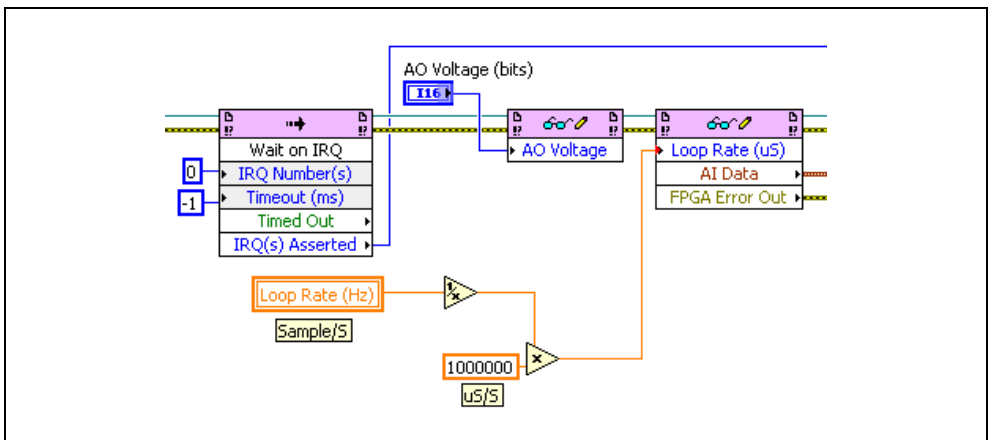 AO Voltage (bits)
I16
Wait on IRQ
AO Voltage
Loop Rate (uS)
0
IRQ Number(s)
AI Data
-1
Timeout (ms)
FPGA Error Out
Timed Out
IRQ(s) Asserted
Loop Rate (Hz)
1/x
Sample/S
x
1000000
uS/S